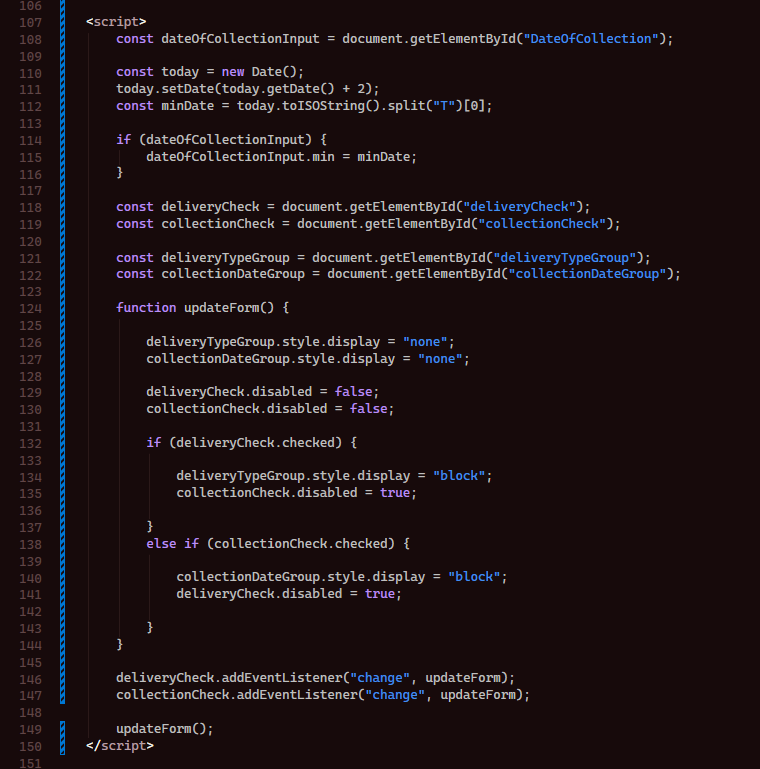 106
107 <script>
108 const dateOfCollectionInput = document.getElementById("DateOfCollection");
109
110 const today = new Date();
111 today.setDate(today.getDate() + 2);
112 const minDate = today.toISOString().split("T")[0];
113
114 if (dateOfCollectionInput) {
115 dateOfCollectionInput.min = minDate;
116 }
117
118 const deliveryCheck = document.getElementById("deliveryCheck");
119 const collectionCheck = document.getElementById("collectionCheck");
120
121 const deliveryTypeGroup = document.getElementById("deliveryTypeGroup");
122 const collectionDateGroup = document.getElementById("collectionDateGroup");
123
124 function updateForm() {
125
126 deliveryTypeGroup.style.display = "none";
127 collectionDateGroup.style.display = "none";
128
129 deliveryCheck.disabled = false;
130 collectionCheck.disabled = false;
131
132 if (deliveryCheck.checked) {
133
134 deliveryTypeGroup.style.display = "block";
135 collectionCheck.disabled = true;
136
137 }
138 else if (collectionCheck.checked) {
139
140 collectionDateGroup.style.display = "block";
141 deliveryCheck.disabled = true;
142
143 }
144 }
145
146 deliveryCheck.addEventListener("change", updateForm);
147 collectionCheck.addEventListener("change", updateForm);
148
149 updateForm();
150 </script>
151